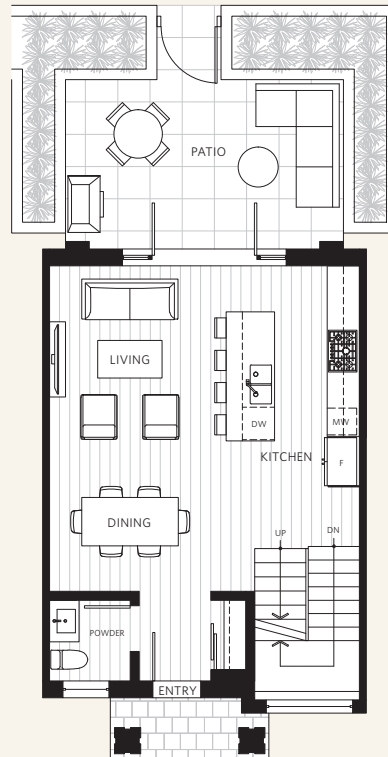 PATIO
LIVING
DW
MW
KITCHEN
F
DINING
UP
DN
POWDER
ENTRY